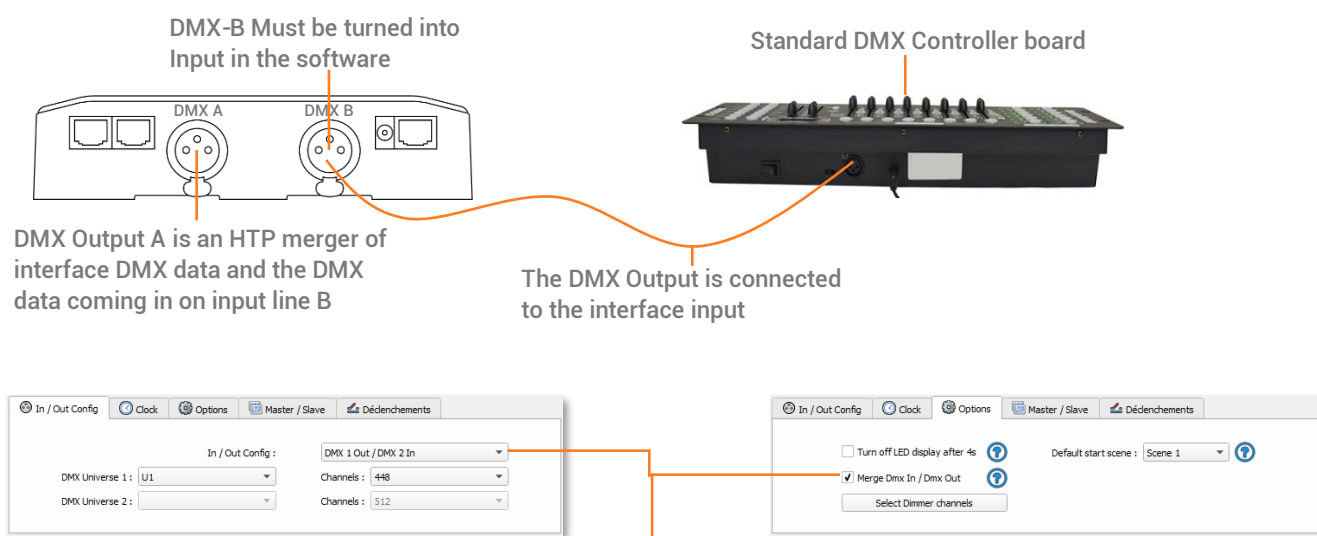 DMX-B Must be turned into
Input in the software
Standard DMX Controller board
DMX A
DMX B
DMX Output A is an HTP merger of
interface DMX data and the DMX
data coming in on input line B
The DMX Output is connected
to the interface input
In / Out Config
Clock
Options
Master / Slave
Déclenchements
In / Out Config :
DMX 1 Out / DMX 2 In
DMX Universe 1 :
U1
Channels :
448
DMX Universe 2 :
Channels :
512
In / Out Config
Clock
Options
Master / Slave
Déclenchements
Turn off LED display after 4s
Default start scene :
Scene 1
Merge Dmx In / Dmx Out
Select Dimmer channels